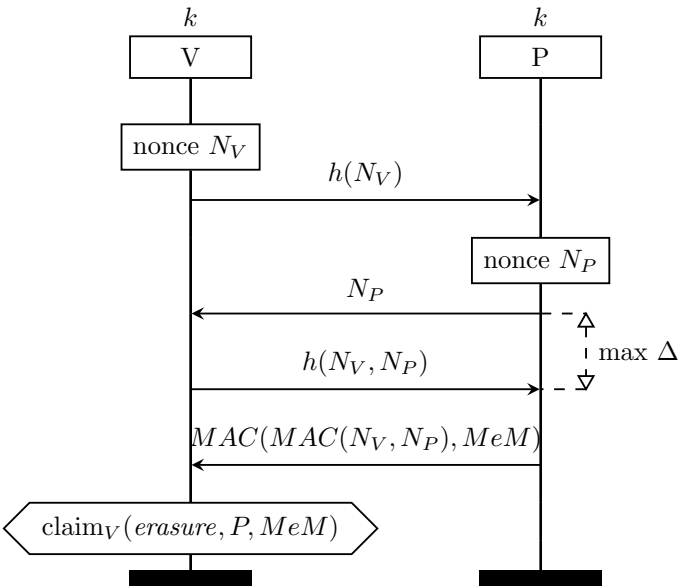 k
k
V
P
nonce N_V
h(N_V)
nonce N_P
N_P
max Δ
h(N_V, N_P)
MAC(MAC(N_V, N_P), MeM)
claim_V(erasure, P, MeM)